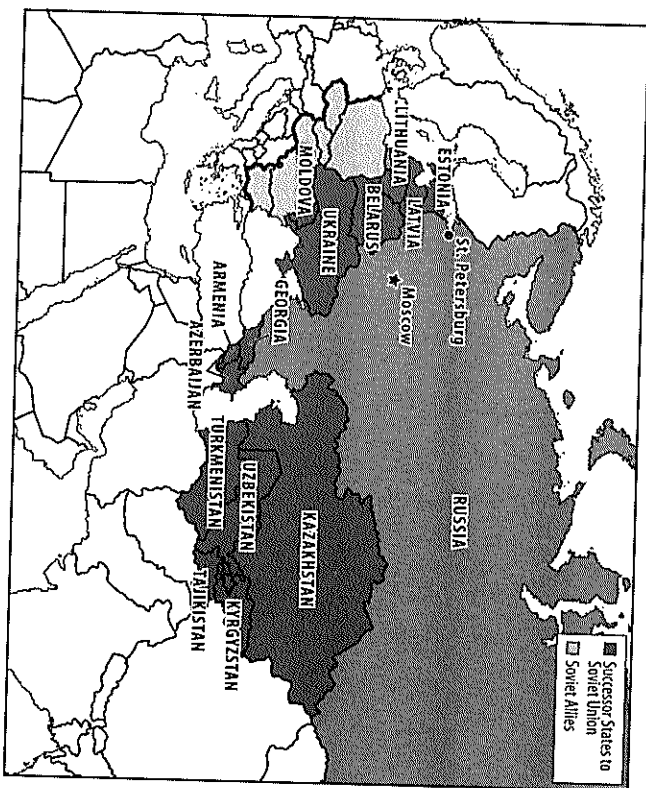 LITHUANIA
ESTONIA
LATVIA
BELARUS
MOLDOVA
UKRAINE
St. Petersburg
Moscow
GEORGIA
ARMENIA
AZERBAIJAN
RUSSIA
KAZAKHSTAN
UZBEKISTAN
TURKMENISTAN
KYRGYZSTAN
TAJIKISTAN
Successor States to
Soviet Union
Soviet Allies